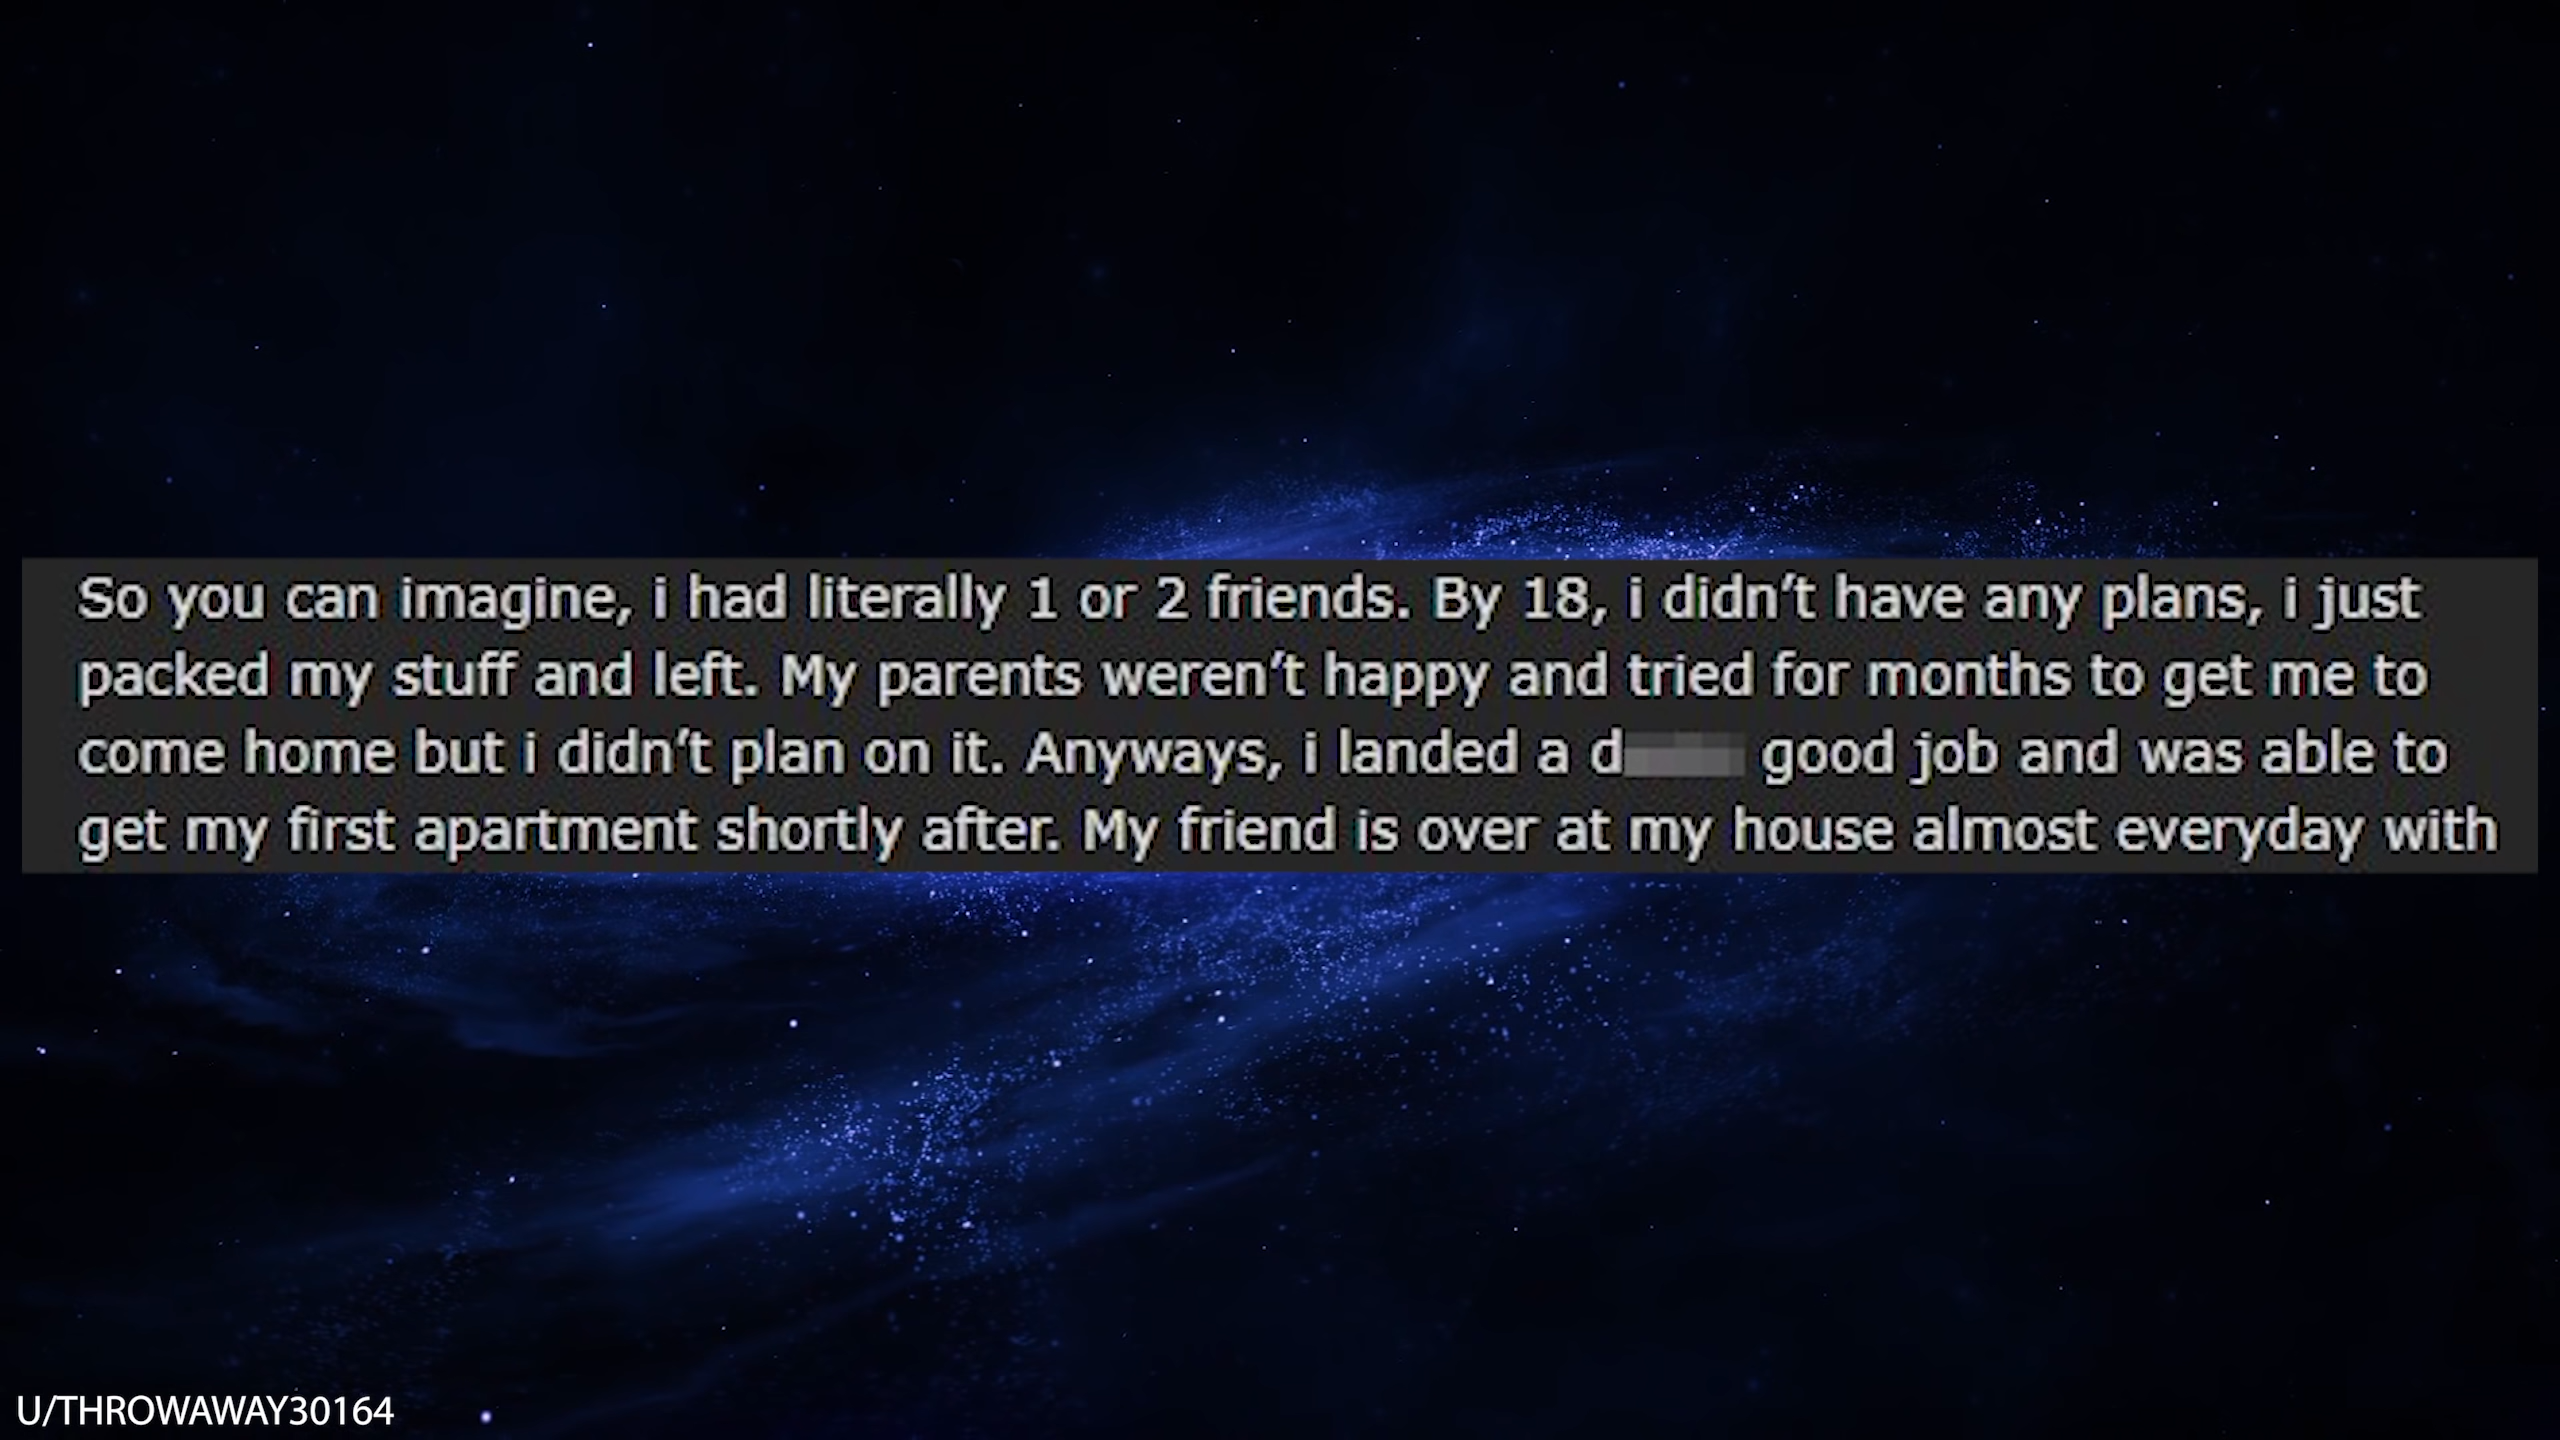 So you can imagine, i had literally 1 or 2 friends. By 18, i didn't have any plans, i just
packed my stuff and left. My parents weren't happy and tried for months to get me to
come home but i didn't plan on it. Anyways, i landed a d good job and was able to
get my first apartment shortly after. My friend is over at my house almost everyday with
U/THROWAWAY30164